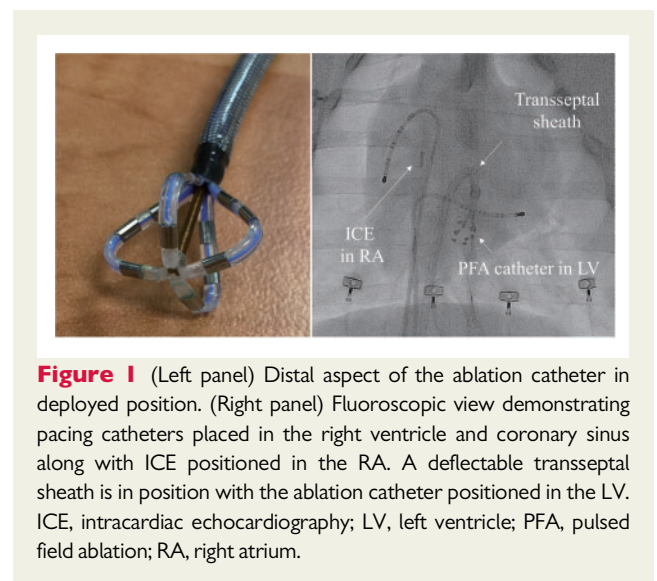 Transseptal
sheath
ICE
in RA
PFA catheter in LV
Figure 1 (Left panel) Distal aspect of the ablation catheter in
deployed position. (Right panel) Fluoroscopic view demonstrating
pacing catheters placed in the right ventricle and coronary sinus
along with ICE positioned in the RA. A deflectable transseptal
sheath is in position with the ablation catheter positioned in the LV.
ICE, intracardiac echocardiography; LV, left ventricle; PFA, pulsed
field ablation; RA, right atrium.